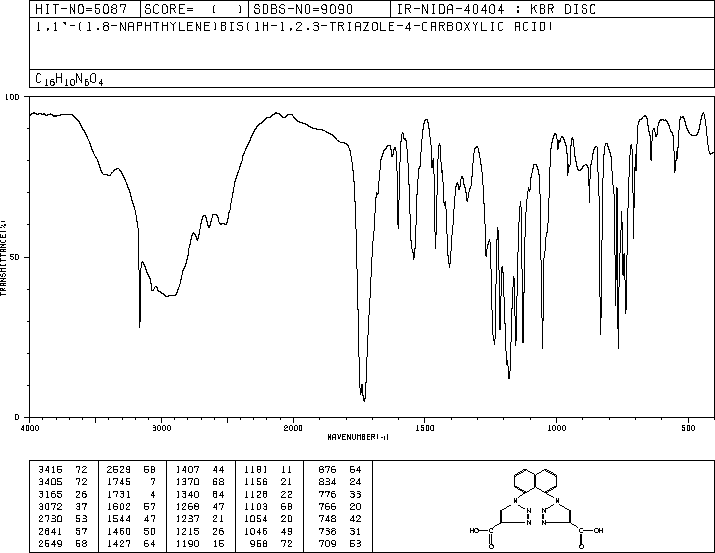 HIT-NO=5087 SCORE= ( ) SDBS-NO=9090 IR-NIDA-40404 : KBR DISC
1,1'-(1,8-NAPHTHYLENE)BIS(1H-1,2,3-TRIAZOLE-4-CARBOXYLIC ACID)
C16H10N6O4
100
50
0
TRANSMITTANCE(%)
4000 3000 2000 1500 1000 500
WAVENUMBER(-1)
3415 72 2529 58 1407 44 1181 11 876 64
3405 72 1745 7 1370 68 1156 21 834 24
3165 26 1731 4 1340 64 1128 22 776 33
3072 37 1602 57 1268 47 1103 68 766 20
2730 53 1544 47 1237 21 1054 20 748 42
2641 57 1460 50 1215 26 1046 49 738 31
2549 58 1427 64 1190 15 958 72 709 53
N N
N N
N N
HO C C OH
O O